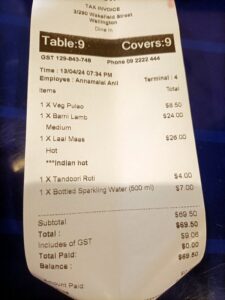 TAX INVOICE
3/290 Wakefield Street
Wellington
Dine In
Table:9 Covers:9
GST 129-843-748 Phone 09 2222 444
Time : 13/04/24 07:34 PM
Employee : Annamalai Anil Terminal : 4
Items Total
1 X Veg Pulao $8.50
1 X Barni Lamb $24.00
Medium
1 X Laal Maas $26.00
Hot
***Indian hot
1 X Tandoori Roti $4.00
1 X Bottled Sparkling Water (500 ml) $7.00
Subtotal $69.50
Total : $69.50
Includes of GST $9.06
Total Paid: $0.00
Balance : $69.50
Amount Paid: